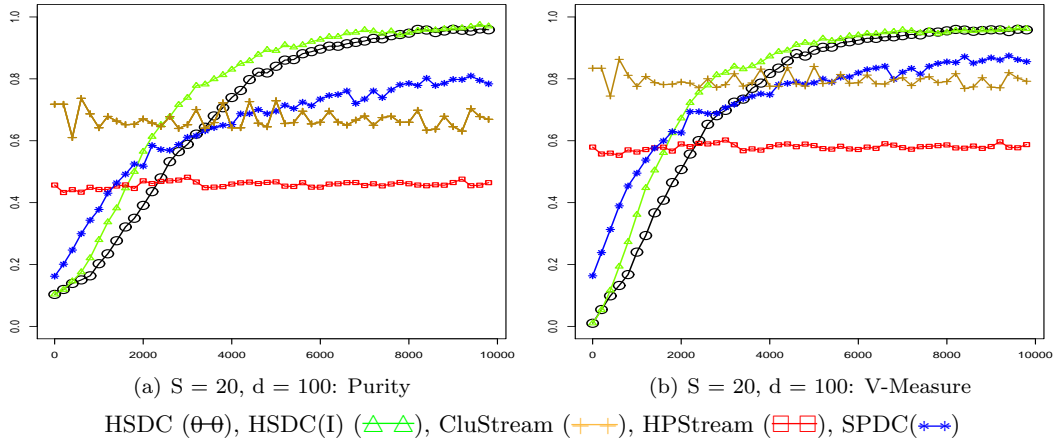 1.0
0.8
0.6
0.4
0.2
0.0
0 2000 4000 6000 8000 10000
1.0
0.8
0.6
0.4
0.2
0.0
0 2000 4000 6000 8000 10000
(a) S = 20, d = 100: Purity
(b) S = 20, d = 100: V-Measure
HSDC (), HSDC(I) (), CluStream (), HPStream (), SPDC()